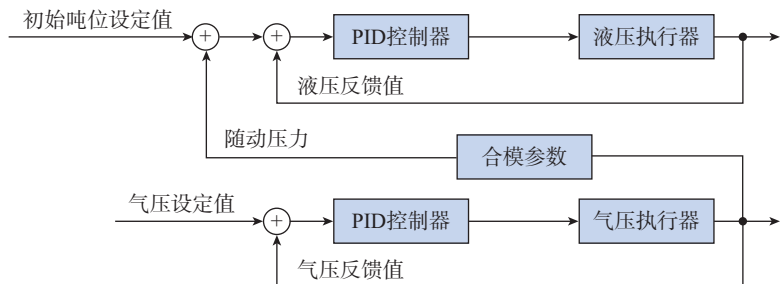 初始吨位设定值
+
+
PID控制器
液压执行器
液压反馈值
随动压力
合模参数
气压设定值
+
PID控制器
气压执行器
气压反馈值